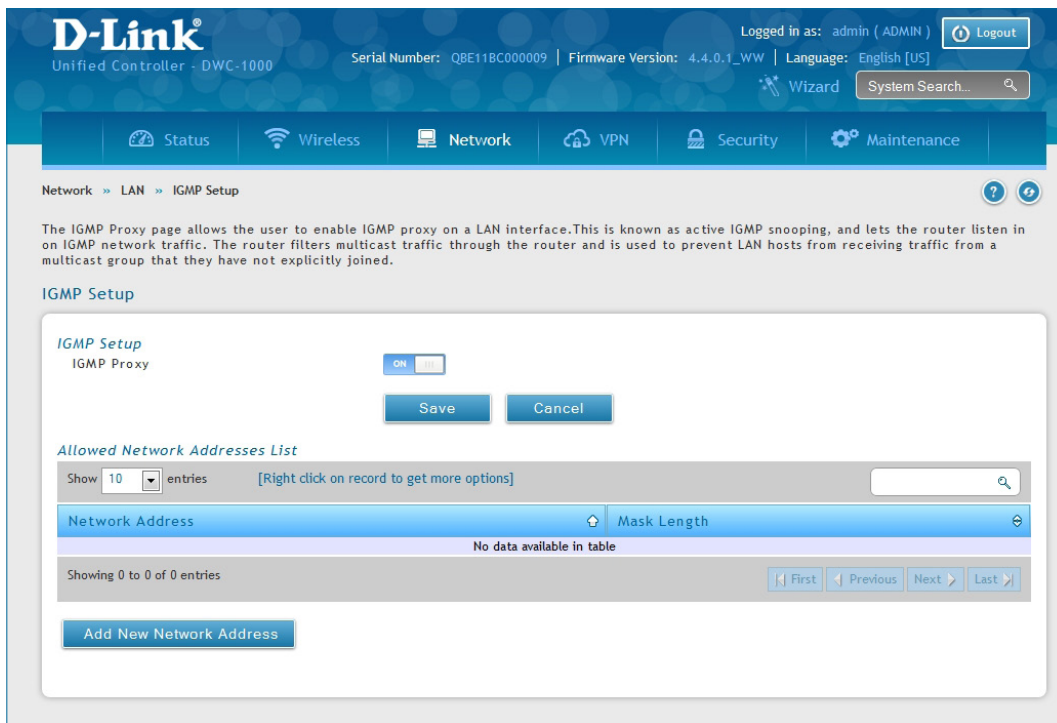 D-Link®
Unified Controller - DWC-1000
Logged in as: admin ( ADMIN )
Logout
Serial Number: QBE11BC000009 | Firmware Version: 4.4.0.1_WW | Language: English [US]
Wizard
System Search...
Status
Wireless
Network
VPN
Security
Maintenance
Network » LAN » IGMP Setup
?
The IGMP Proxy page allows the user to enable IGMP proxy on a LAN interface.This is known as active IGMP snooping, and lets the router listen in
on IGMP network traffic. The router filters multicast traffic through the router and is used to prevent LAN hosts from receiving traffic from a
multicast group that they have not explicitly joined.
IGMP Setup
IGMP Setup
IGMP Proxy
ON
Save
Cancel
Allowed Network Addresses List
Show 10 entries
[Right click on record to get more options]
Network Address
Mask Length
No data available in table
Showing 0 to 0 of 0 entries
First
Previous
Next
Last
Add New Network Address